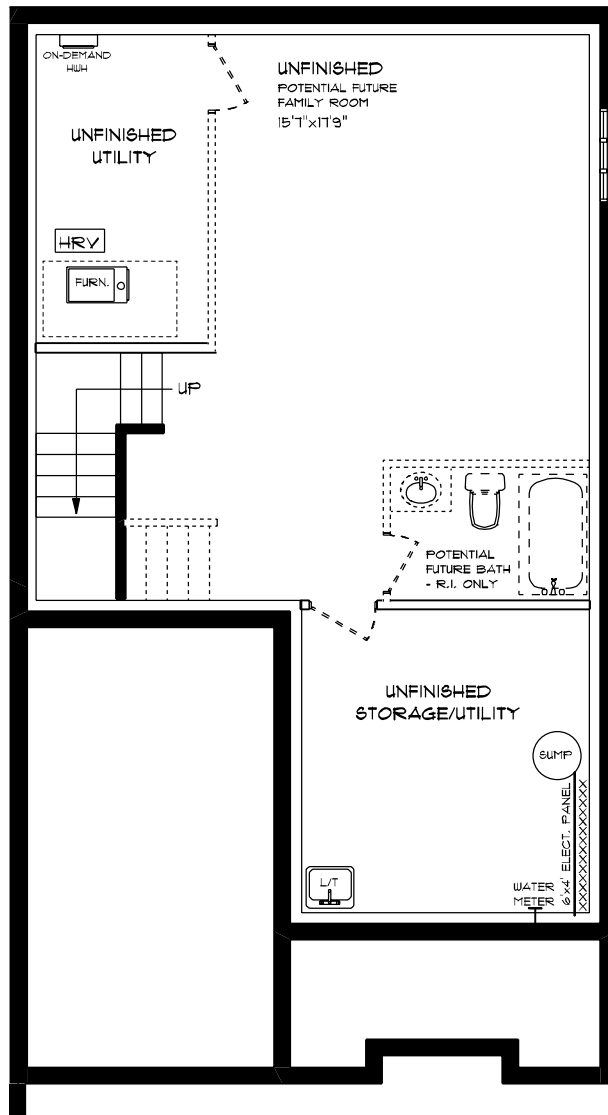 ON-DEMAND
HWH
UNFINISHED
POTENTIAL FUTURE
FAMILY ROOM
15'7"x17'9"
UNFINISHED
UTILITY
HRV
FURN.
UP
POTENTIAL
FUTURE BATH
- R.I. ONLY
UNFINISHED
STORAGE/UTILITY
SUMP
6'x4' ELECT. PANEL
L/T
WATER
METER